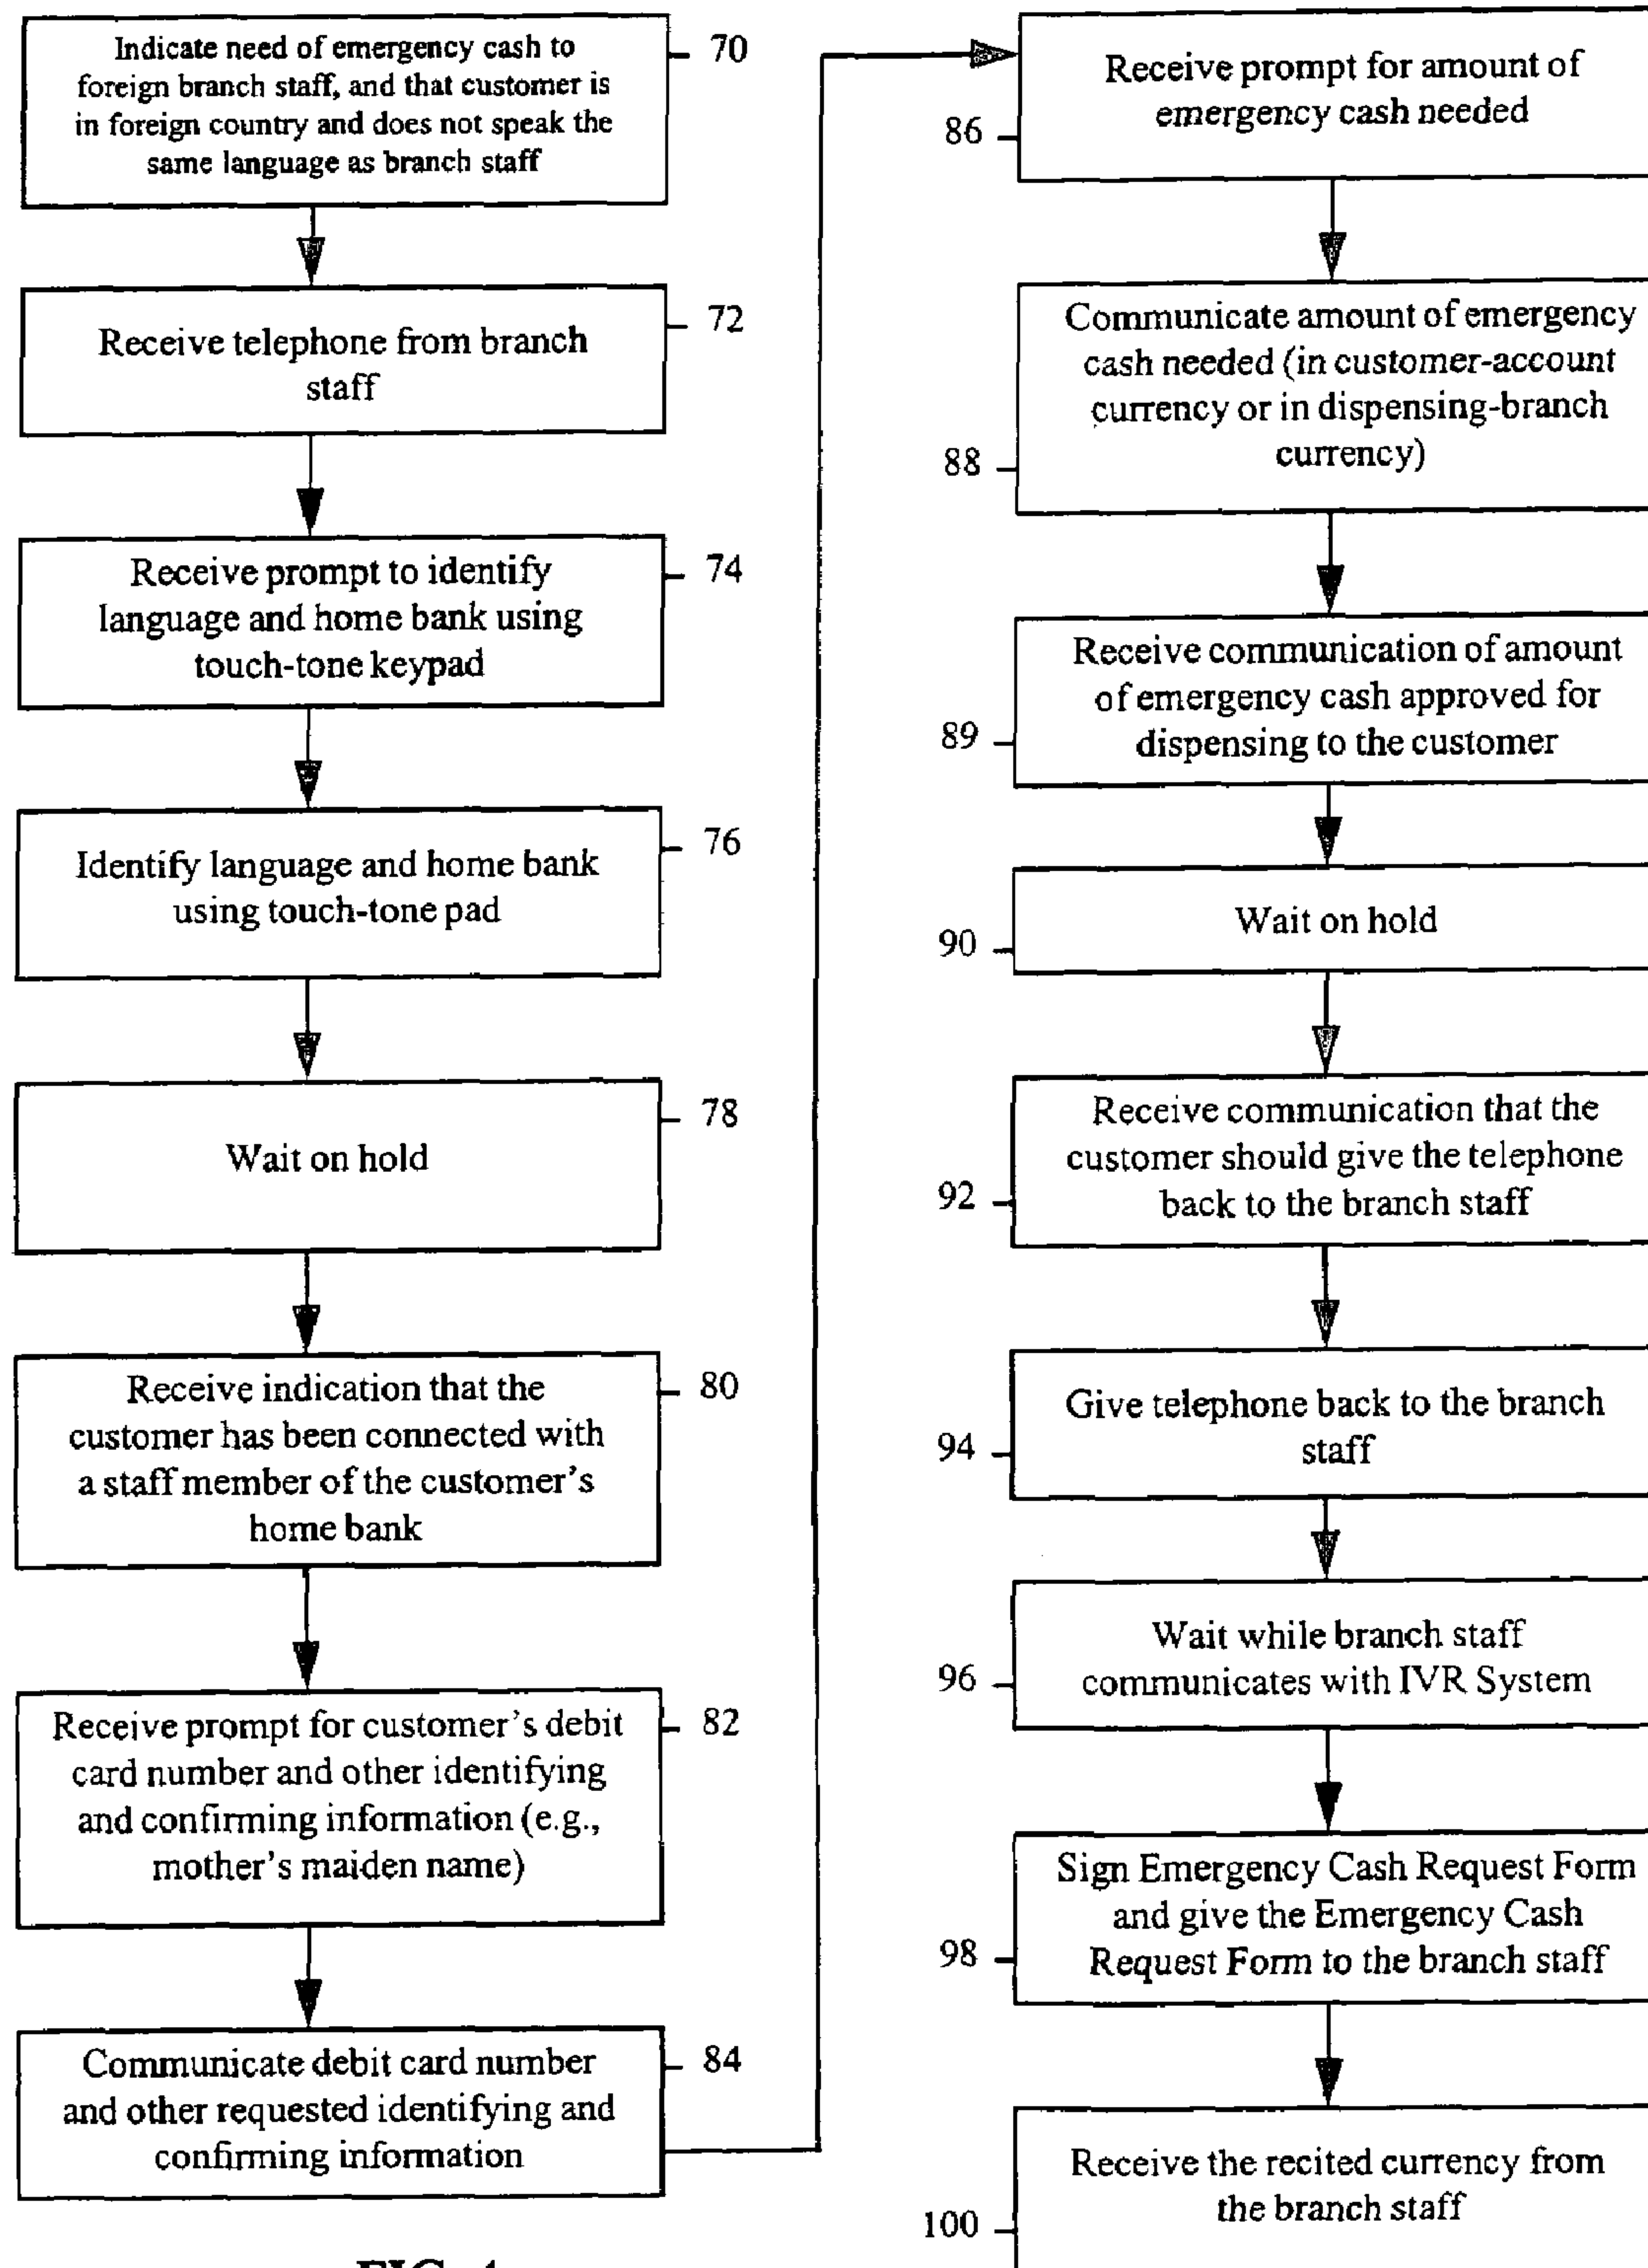 Indicate need of emergency cash to
foreign branch staff, and that customer is
in foreign country and does not speak the
same language as branch staff
70
Receive telephone from branch
staff
72
Receive prompt to identify
language and home bank using
touch-tone keypad
74
Identify language and home bank
using touch-tone pad
76
Wait on hold
78
Receive indication that the
customer has been connected with
a staff member of the customer's
home bank
80
Receive prompt for customer's debit
card number and other identifying
and confirming information (e.g.,
mother's maiden name)
82
Communicate debit card number
and other requested identifying and
confirming information
84
Receive prompt for amount of
emergency cash needed
86
Communicate amount of emergency
cash needed (in customer-account
currency or in dispensing-branch
currency)
88
Receive communication of amount
of emergency cash approved for
dispensing to the customer
89
Wait on hold
90
Receive communication that the
customer should give the telephone
back to the branch staff
92
Give telephone back to the branch
staff
94
Wait while branch staff
communicates with IVR System
96
Sign Emergency Cash Request Form
and give the Emergency Cash
Request Form to the branch staff
98
Receive the recited currency from
the branch staff
100